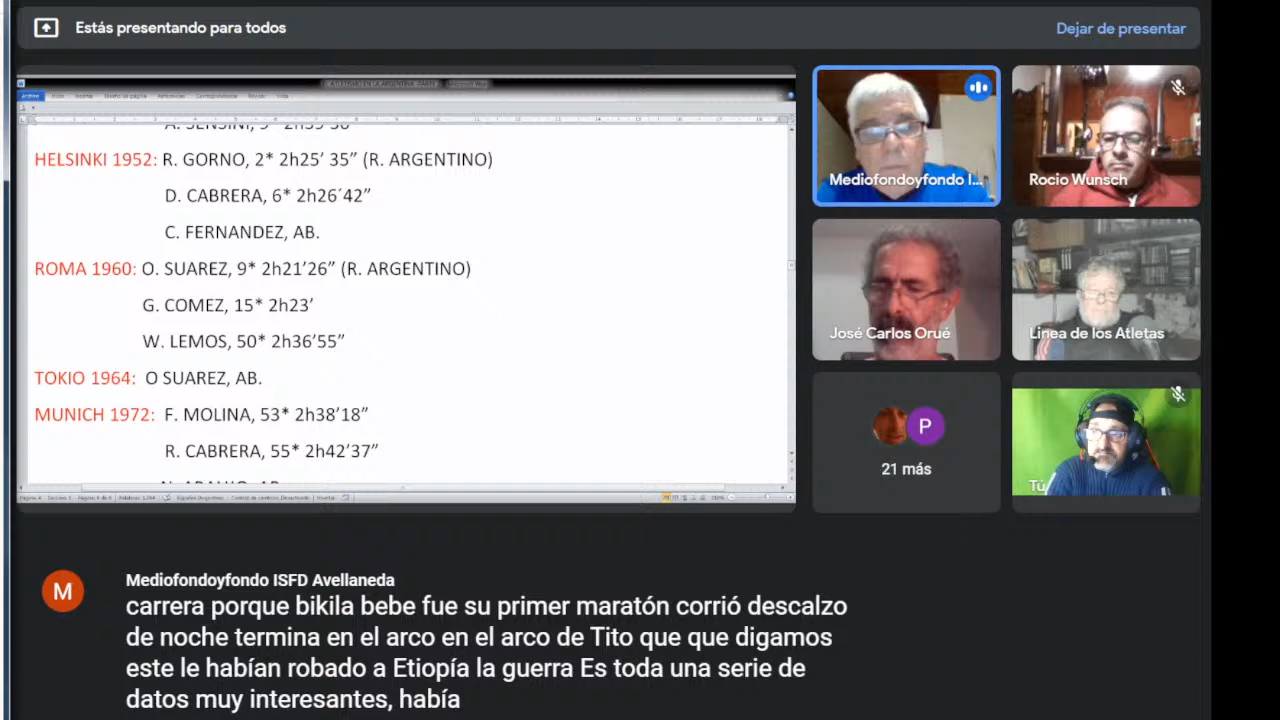 Estás presentando para todos
Dejar de presentar
HELSINKI 1952: R. GORNO, 2* 2h25' 35” (R. ARGENTINO)
D. CABRERA, 6* 2h26´42”
C. FERNANDEZ, AB.
ROMA 1960: O. SUAREZ, 9* 2h21’26” (R. ARGENTINO)
G. COMEZ, 15* 2h23’
W. LEMOS, 50* 2h36’55”
TOKIO 1964: O SUAREZ, AB.
MUNICH 1972: F. MOLINA, 53* 2h38’18”
R. CABRERA, 55* 2h42’37”
Mediofondoyfondo I...
Rocio Wunsch
José Carlos Orué
Linea de los Atletas
P
21 más
Tú
M
Mediofondoyfondo ISFD Avellaneda
carrera porque bikila bebe fue su primer maratón corrió descalzo
de noche termina en el arco en el arco de Tito que que digamos
este le habían robado a Etiopía la guerra Es toda una serie de
datos muy interesantes, había